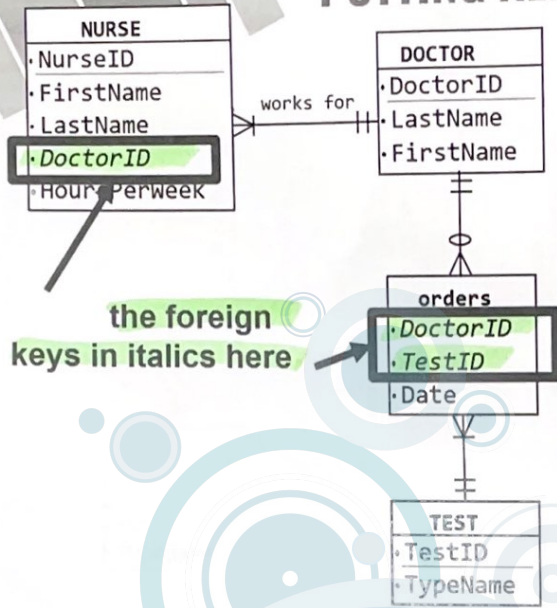 NURSE
·NurseID
·FirstName
·LastName
·DoctorID
works for
DOCTOR
·DoctorID
·LastName
·FirstName
the foreign
keys in italics here
orders
·DoctorID
·TestID
·Date
TEST
·TestID
·TypeName